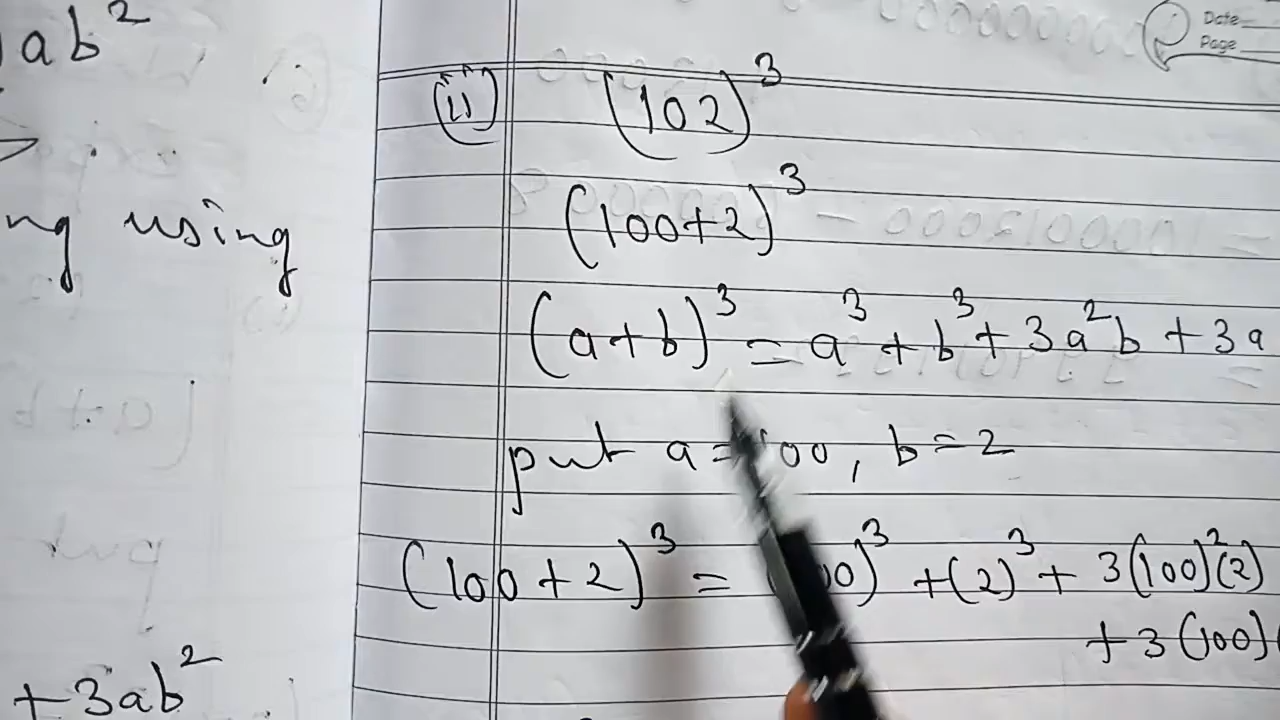 ab²
ng using
+3ab²
Date
Page
(ii) (102)³
(100+2)³
(a+b)³ = a³ + b³ + 3a²b + 3a
put a = 100, b = 2
(100+2)³ = (100)³ + (2)³ + 3(100)²(2)
+ 3(100)